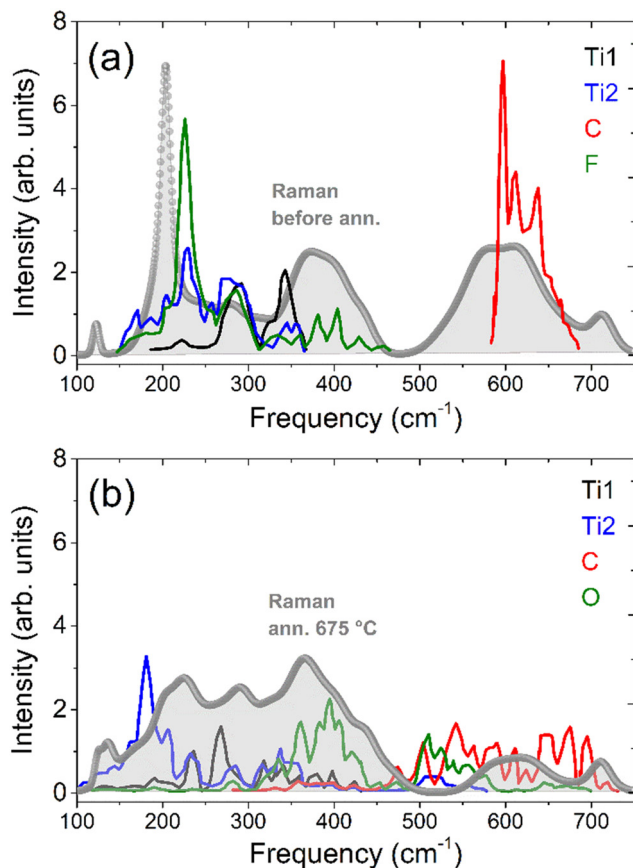 (a)
8
6
4
2
0
Intensity (arb. units)
Ti1
Ti2
C
F
Raman
before ann.
100 200 300 400 500 600 700
Frequency (cm⁻¹)
(b)
8
6
4
2
0
Intensity (arb. units)
Ti1
Ti2
C
O
Raman
ann. 675 °C
100 200 300 400 500 600 700
Frequency (cm⁻¹)